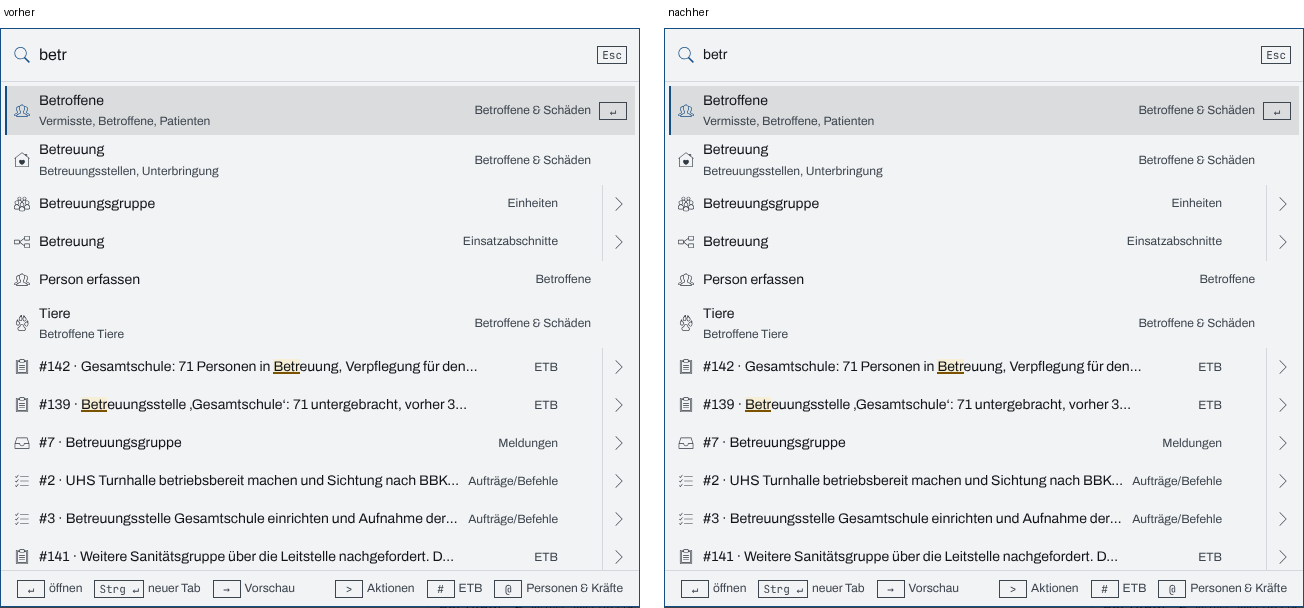 vorher
betr
Esc
Betroffene
Vermisste, Betroffene, Patienten
Betroffene & Schäden
↵
Betreuung
Betreuungsstellen, Unterbringung
Betroffene & Schäden
Betreuungsgruppe
Einheiten
Betreuung
Einsatzabschnitte
Person erfassen
Betroffene
Tiere
Betroffene Tiere
Betroffene & Schäden
#142 · Gesamtschule: 71 Personen in Betreuung, Verpflegung für den…
ETB
#139 · Betreuungsstelle ‚Gesamtschule‘: 71 untergebracht, vorher 3…
ETB
#7 · Betreuungsgruppe
Meldungen
#2 · UHS Turnhalle betriebsbereit machen und Sichtung nach BBK…
Aufträge/Befehle
#3 · Betreuungsstelle Gesamtschule einrichten und Aufnahme der…
Aufträge/Befehle
#141 · Weitere Sanitätsgruppe über die Leitstelle nachgefordert. D…
ETB
↵ öffnen Strg ↵ neuer Tab → Vorschau > Aktionen # ETB @ Personen & Kräfte
nachher
betr
Esc
Betroffene
Vermisste, Betroffene, Patienten
Betroffene & Schäden
↵
Betreuung
Betreuungsstellen, Unterbringung
Betroffene & Schäden
Betreuungsgruppe
Einheiten
Betreuung
Einsatzabschnitte
Person erfassen
Betroffene
Tiere
Betroffene Tiere
Betroffene & Schäden
#142 · Gesamtschule: 71 Personen in Betreuung, Verpflegung für den…
ETB
#139 · Betreuungsstelle ‚Gesamtschule‘: 71 untergebracht, vorher 3…
ETB
#7 · Betreuungsgruppe
Meldungen
#2 · UHS Turnhalle betriebsbereit machen und Sichtung nach BBK…
Aufträge/Befehle
#3 · Betreuungsstelle Gesamtschule einrichten und Aufnahme der…
Aufträge/Befehle
#141 · Weitere Sanitätsgruppe über die Leitstelle nachgefordert. D…
ETB
↵ öffnen Strg ↵ neuer Tab → Vorschau > Aktionen # ETB @ Personen & Kräfte